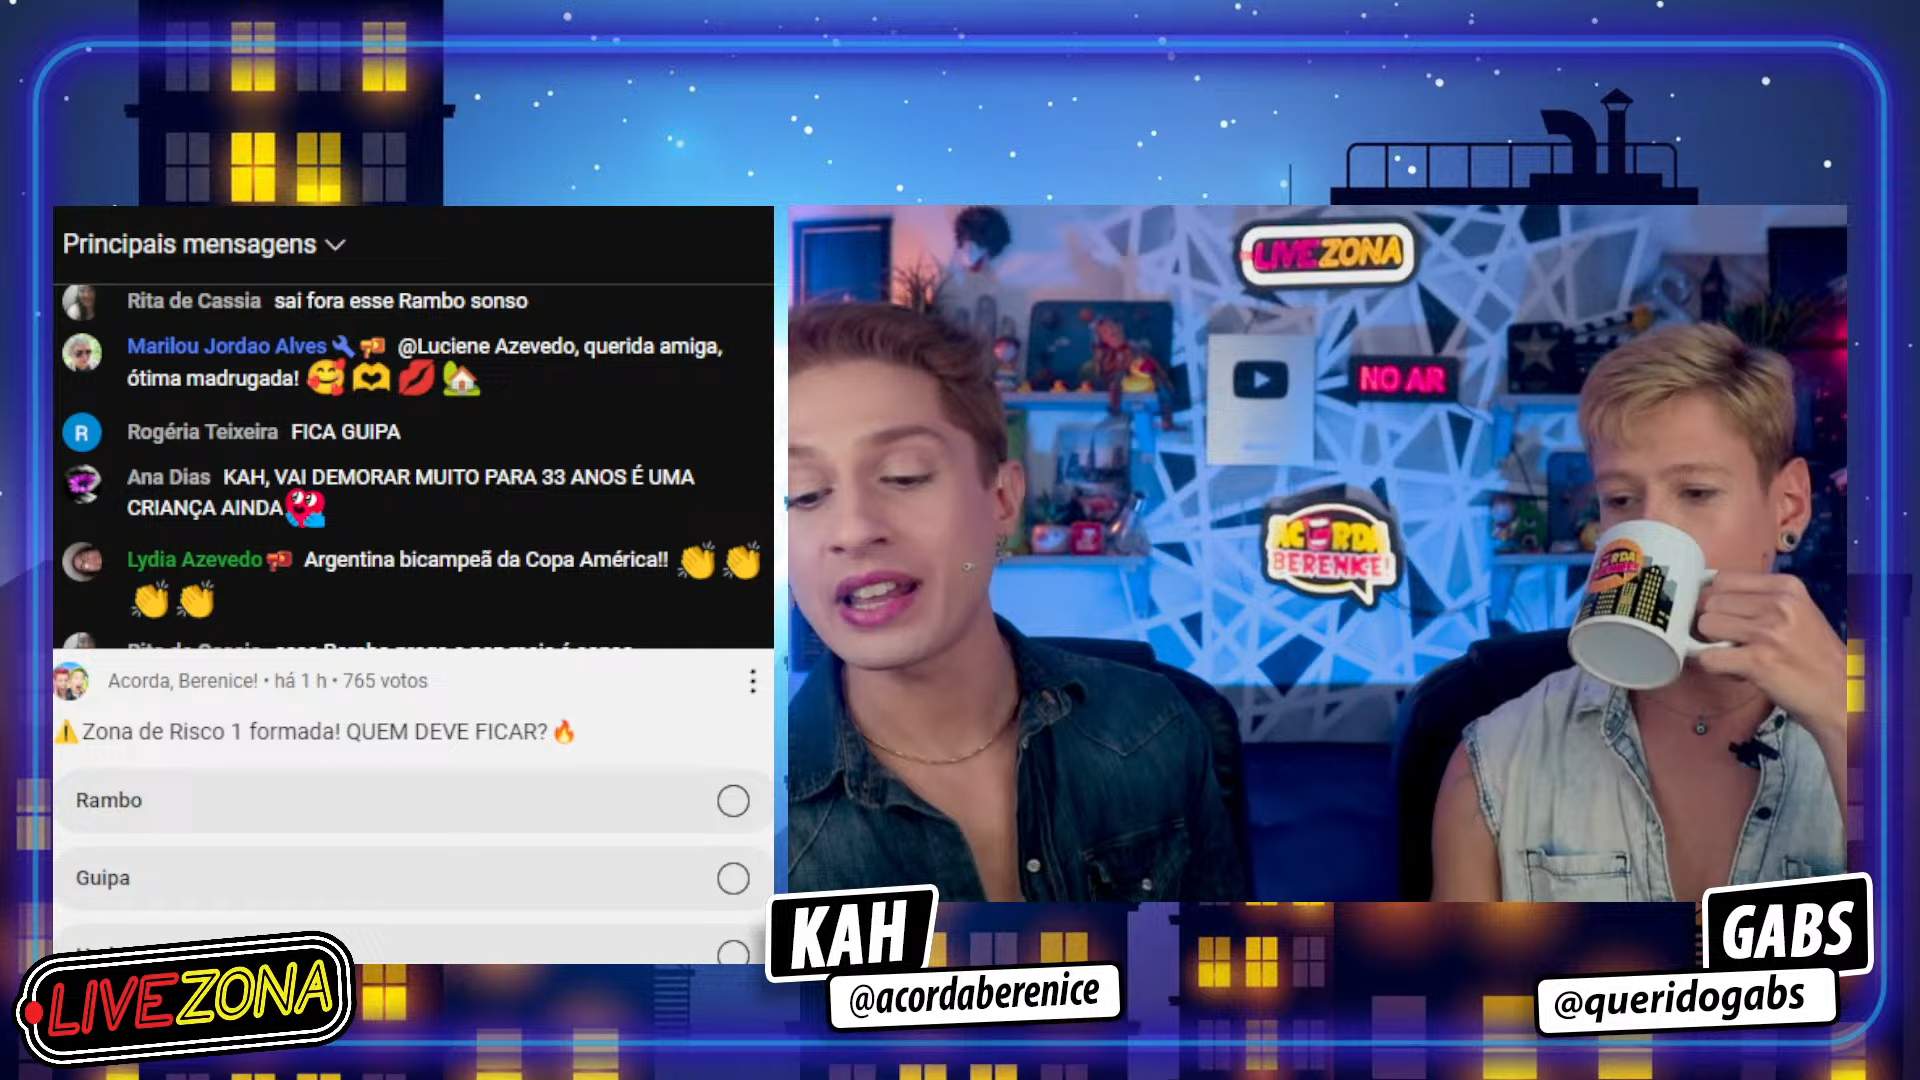 Principais mensagens
Rita de Cassia sai fora esse Rambo sonso
Marilou Jordao Alves @Luciene Azevedo, querida amiga,
ótima madrugada! 🥰🫶💋🏡
R
Rogéria Teixeira FICA GUIPA
Ana Dias KAH, VAI DEMORAR MUITO PARA 33 ANOS É UMA
CRIANÇA AINDA
Lydia Azevedo Argentina bicampeã da Copa América!! 👏👏
👏👏
Acorda, Berenice! • há 1 h • 765 votos
⚠️Zona de Risco 1 formada! QUEM DEVE FICAR?🔥
Rambo
Guipa
LIVEZONA
LIVEZONA
NO AR
ACORDA
BERENICE!
ACORDA
KAH
@acordaberenice
GABS
@queridogabs